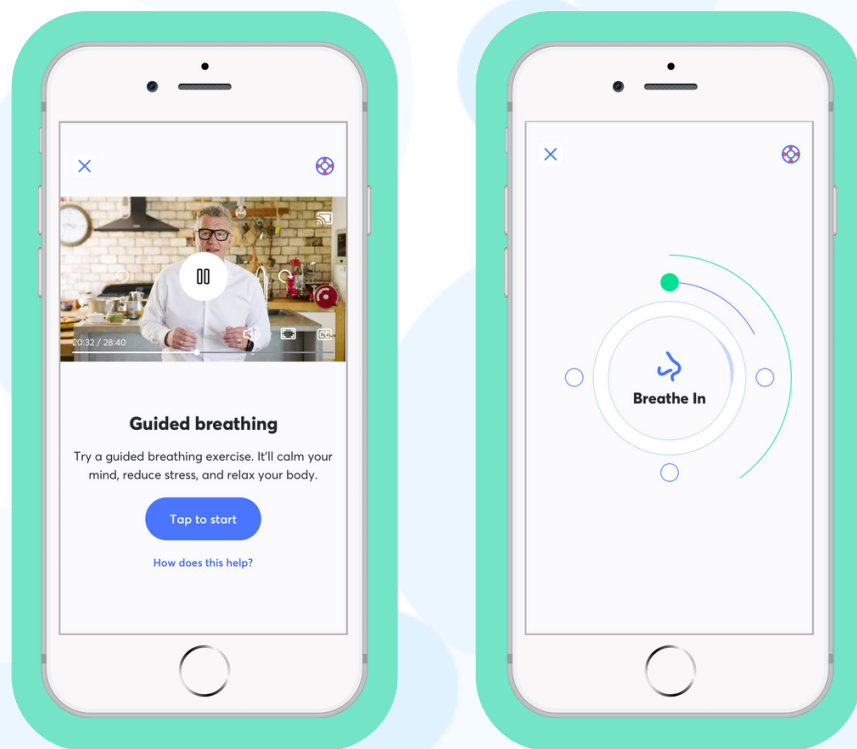 20:32 / 28:40
CC
Guided breathing
Try a guided breathing exercise. It'll calm your
mind, reduce stress, and relax your body.
Tap to start
How does this help?
Breathe In